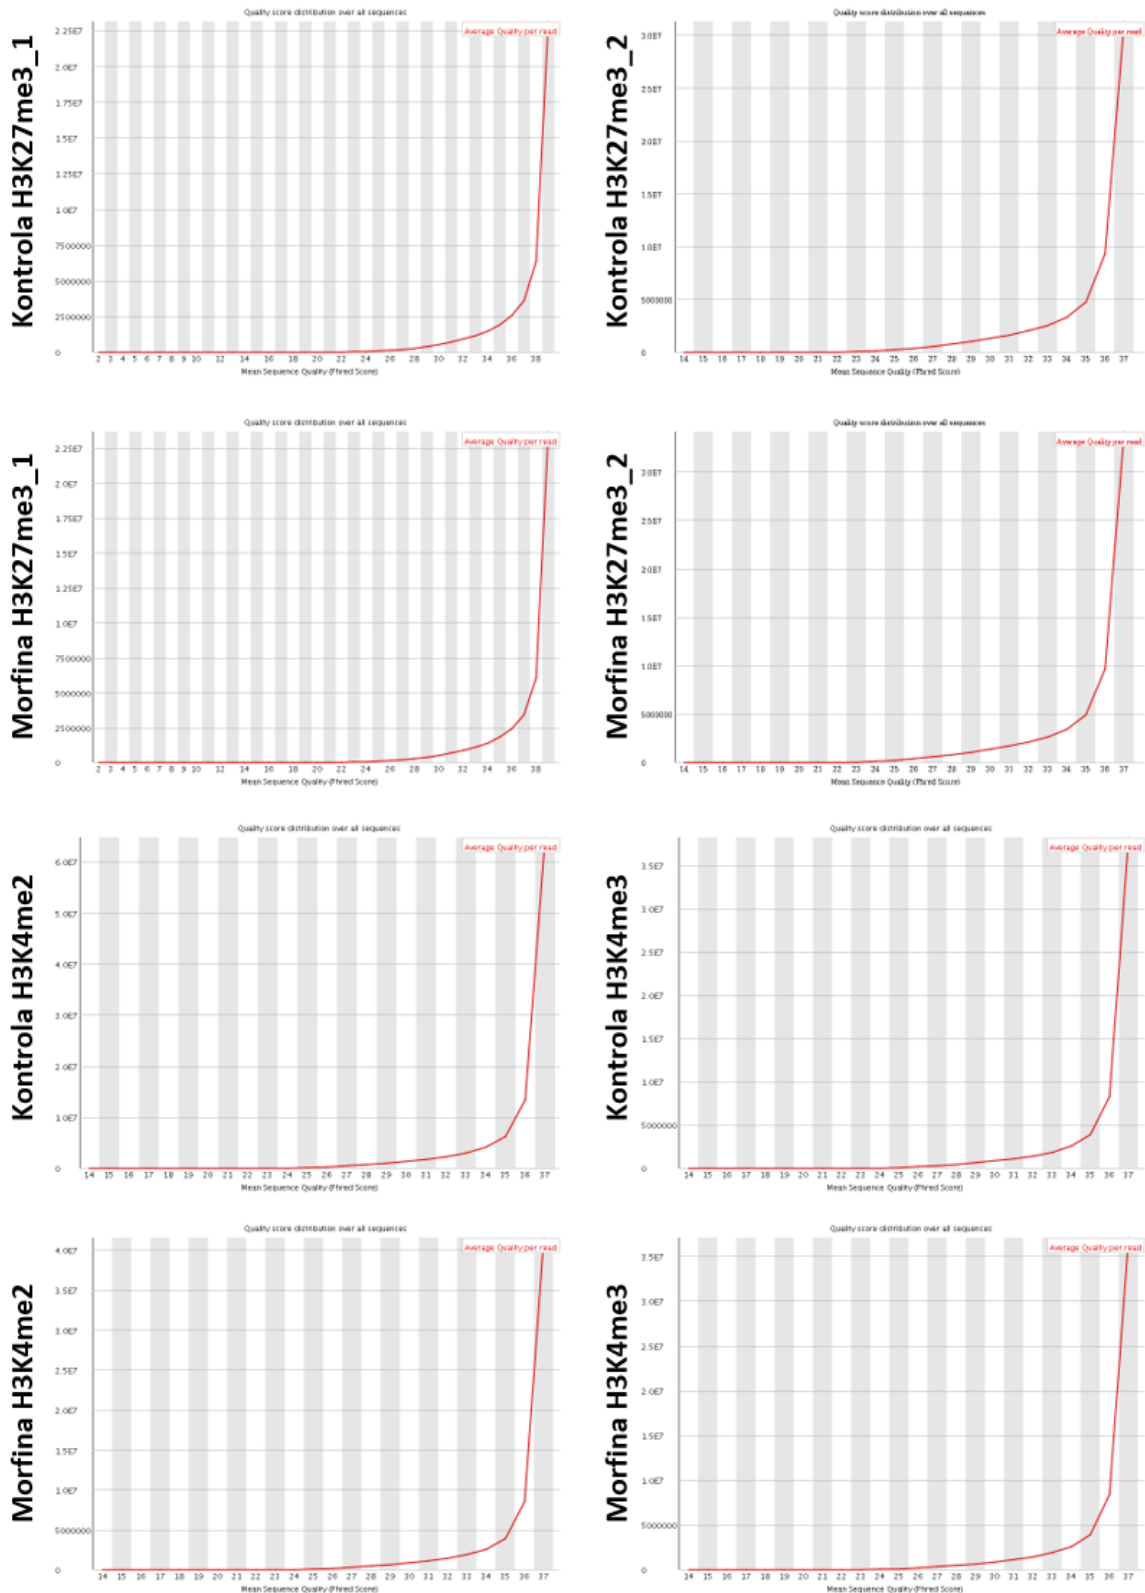 Kontrola H3K27me3_1
Quality score distribution over all sequences
Average Quality per read
2.25E7
2.0E7
1.75E7
1.5E7
1.25E7
1.0E7
7500000
5000000
2500000
0
2 3 4 5 6 7 8 9 10 12 14 16 18 20 22 24 26 28 30 32 34 36 38
Mean Sequence Quality (Phred Score)
Kontrola H3K27me3_2
Quality score distribution over all sequences
Average Quality per read
3.0E7
2.5E7
2.0E7
1.5E7
1.0E7
5000000
0
14 15 16 17 18 19 20 21 22 23 24 25 26 27 28 29 30 31 32 33 34 35 36 37
Mean Sequence Quality (Phred Score)
Morfina H3K27me3_1
Quality score distribution over all sequences
Average Quality per read
2.25E7
2.0E7
1.75E7
1.5E7
1.25E7
1.0E7
7500000
5000000
2500000
0
2 3 4 5 6 7 8 9 10 12 14 16 18 20 22 24 26 28 30 32 34 36 38
Mean Sequence Quality (Phred Score)
Morfina H3K27me3_2
Quality score distribution over all sequences
Average Quality per read
3.0E7
2.5E7
2.0E7
1.5E7
1.0E7
5000000
0
14 15 16 17 18 19 20 21 22 23 24 25 26 27 28 29 30 31 32 33 34 35 36 37
Mean Sequence Quality (Phred Score)
Kontrola H3K4me2
Quality score distribution over all sequences
Average Quality per read
6.0E7
5.0E7
4.0E7
3.0E7
2.0E7
1.0E7
0
14 15 16 17 18 19 20 21 22 23 24 25 26 27 28 29 30 31 32 33 34 35 36 37
Mean Sequence Quality (Phred Score)
Kontrola H3K4me3
Quality score distribution over all sequences
Average Quality per read
3.5E7
3.0E7
2.5E7
2.0E7
1.5E7
1.0E7
5000000
0
14 15 16 17 18 19 20 21 22 23 24 25 26 27 28 29 30 31 32 33 34 35 36 37
Mean Sequence Quality (Phred Score)
Morfina H3K4me2
Quality score distribution over all sequences
Average Quality per read
4.0E7
3.5E7
3.0E7
2.5E7
2.0E7
1.5E7
1.0E7
5000000
0
14 15 16 17 18 19 20 21 22 23 24 25 26 27 28 29 30 31 32 33 34 35 36 37
Mean Sequence Quality (Phred Score)
Morfina H3K4me3
Quality score distribution over all sequences
Average Quality per read
3.5E7
3.0E7
2.5E7
2.0E7
1.5E7
1.0E7
5000000
0
14 15 16 17 18 19 20 21 22 23 24 25 26 27 28 29 30 31 32 33 34 35 36 37
Mean Sequence Quality (Phred Score)